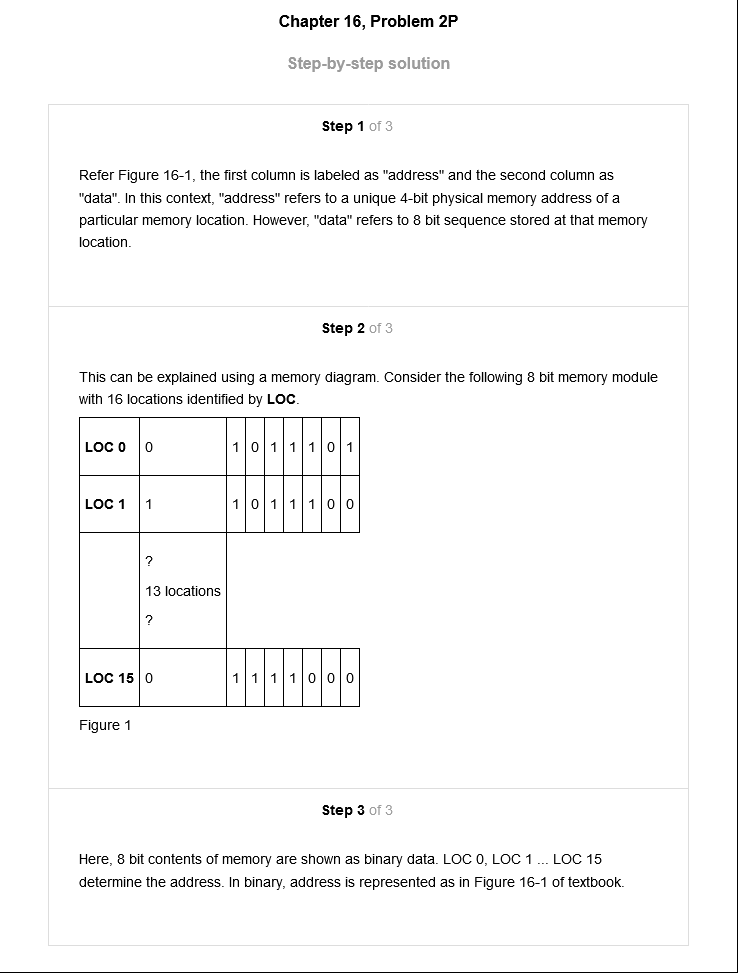 Chapter 16, Problem 2P
Step-by-step solution
Step 1 of 3
Refer Figure 16-1, the first column is labeled as "address" and the second column as
"data". In this context, "address" refers to a unique 4-bit physical memory address of a
particular memory location. However, "data" refers to 8 bit sequence stored at that memory
location.
Step 2 of 3
This can be explained using a memory diagram. Consider the following 8 bit memory module
with 16 locations identified by LOC.
LOC 0 0 1 0 1 1 1 0 1
LOC 1 1 1 0 1 1 1 0 0
?
13 locations
?
LOC 15 0 1 1 1 1 0 0 0
Figure 1
Step 3 of 3
Here, 8 bit contents of memory are shown as binary data. LOC 0, LOC 1 ... LOC 15
determine the address. In binary, address is represented as in Figure 16-1 of textbook.